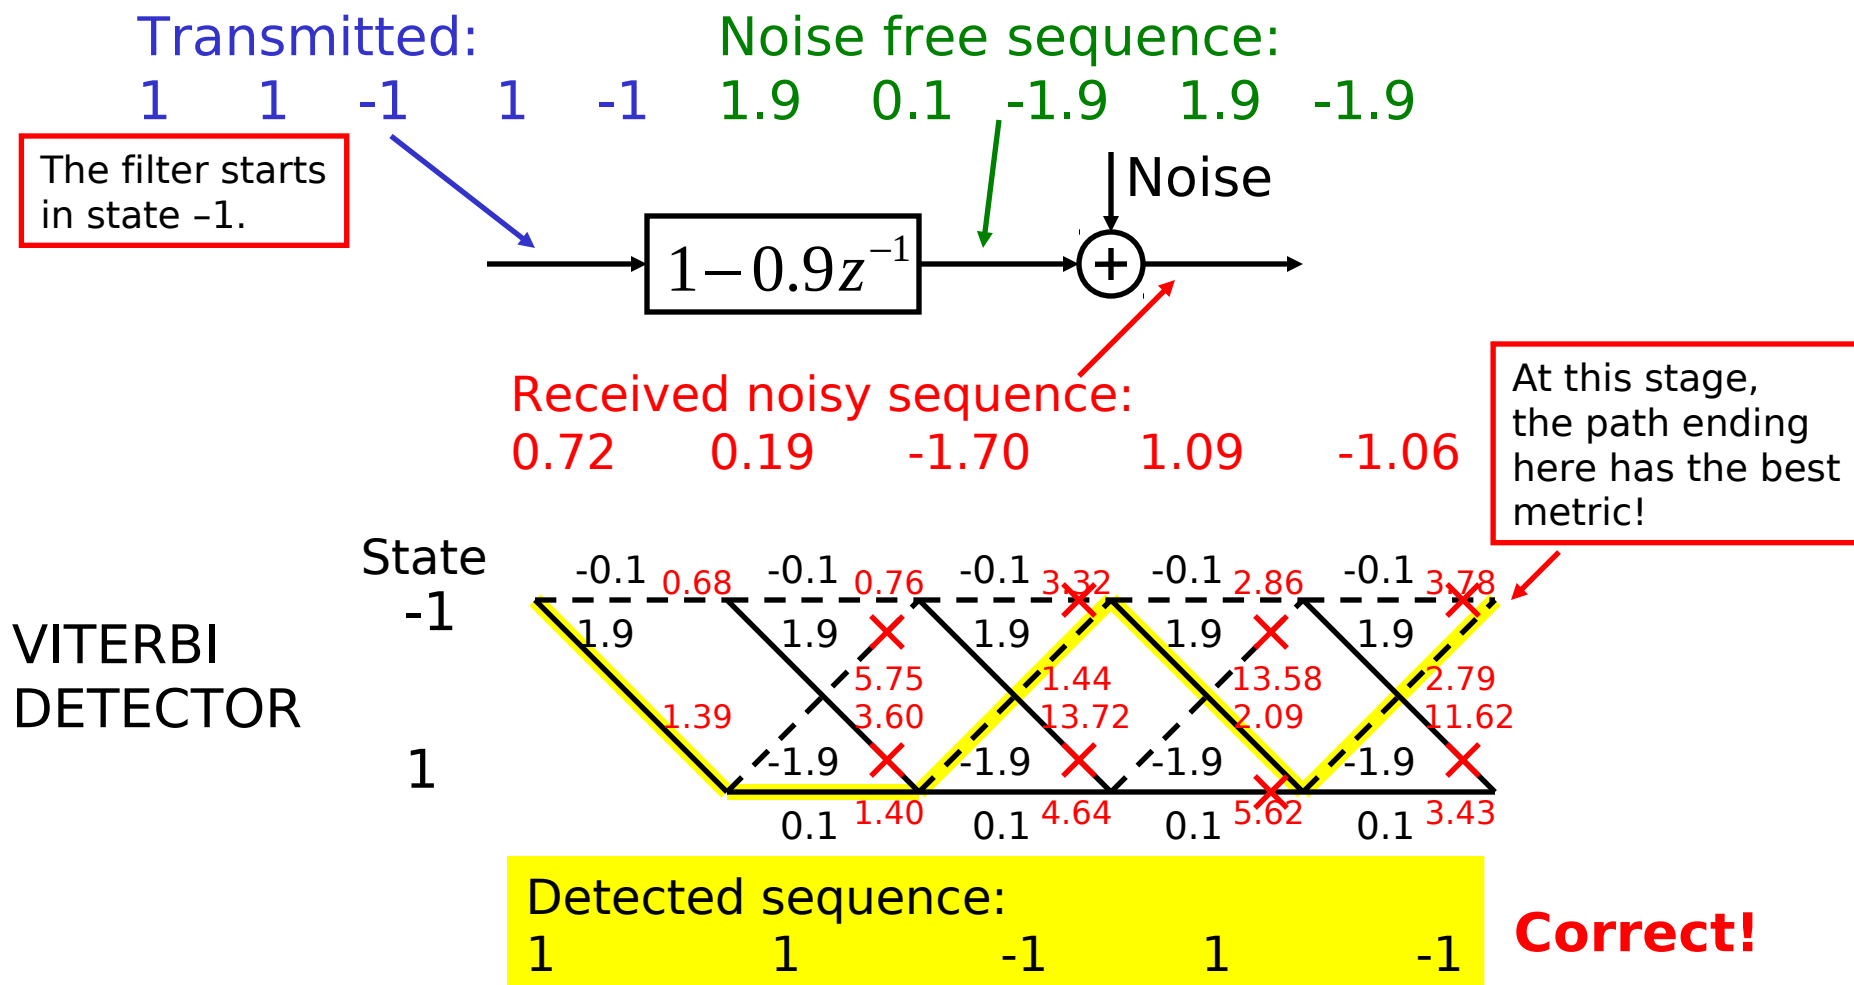 Transmitted: Noise free sequence:
1 1 -1 1 -1 1.9 0.1 -1.9 1.9 -1.9
The filter starts
in state –1.
Noise
1−0.9z⁻¹
+
Received noisy sequence:
0.72 0.19 -1.70 1.09 -1.06
At this stage,
the path ending
here has the best
metric!
State
-0.1 0.68 -0.1 0.76 -0.1 3.32 -0.1 2.86 -0.1 3.78
-1
1.9 1.9 1.9 1.9 1.9
VITERBI
DETECTOR
5.75 1.44 13.58 2.79
1.39 3.60 13.72 2.09 11.62
1
-1.9 -1.9 -1.9 -1.9
0.1 1.40 0.1 4.64 0.1 5.62 0.1 3.43
Detected sequence:
1 1 -1 1 -1
Correct!